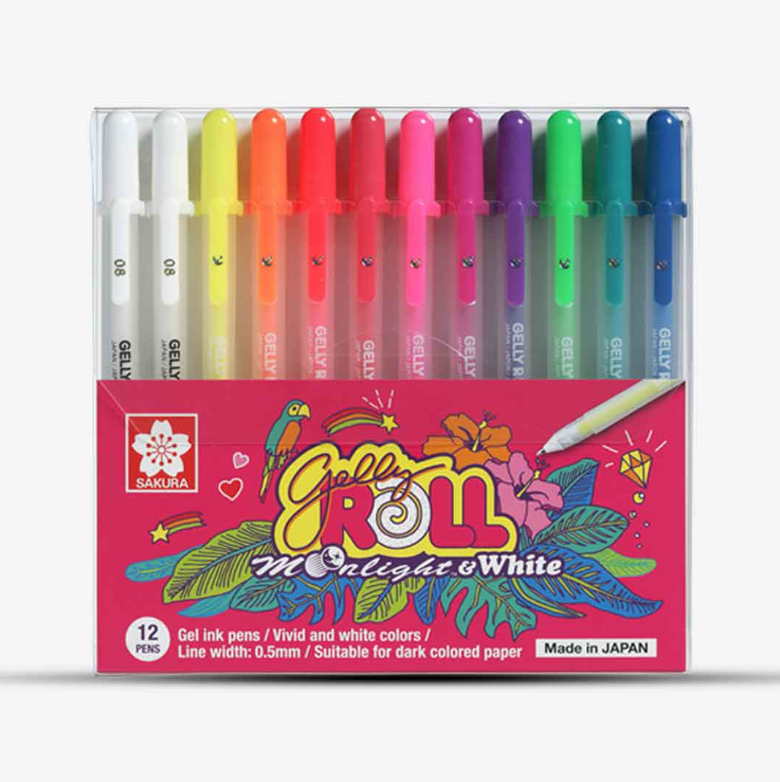 08
08
GELLY
GELLY
GELLY
GELLY
GELLY R
GELLY
GELLY
GELLY
GELLY R
GELLY
GELLY
GELLY R
SAKURA
Gelly
ROLL
Moonlight & White
12
PENS
Gel ink pens / Vivid and white colors /
Line width: 0.5mm / Suitable for dark colored paper
Made in JAPAN